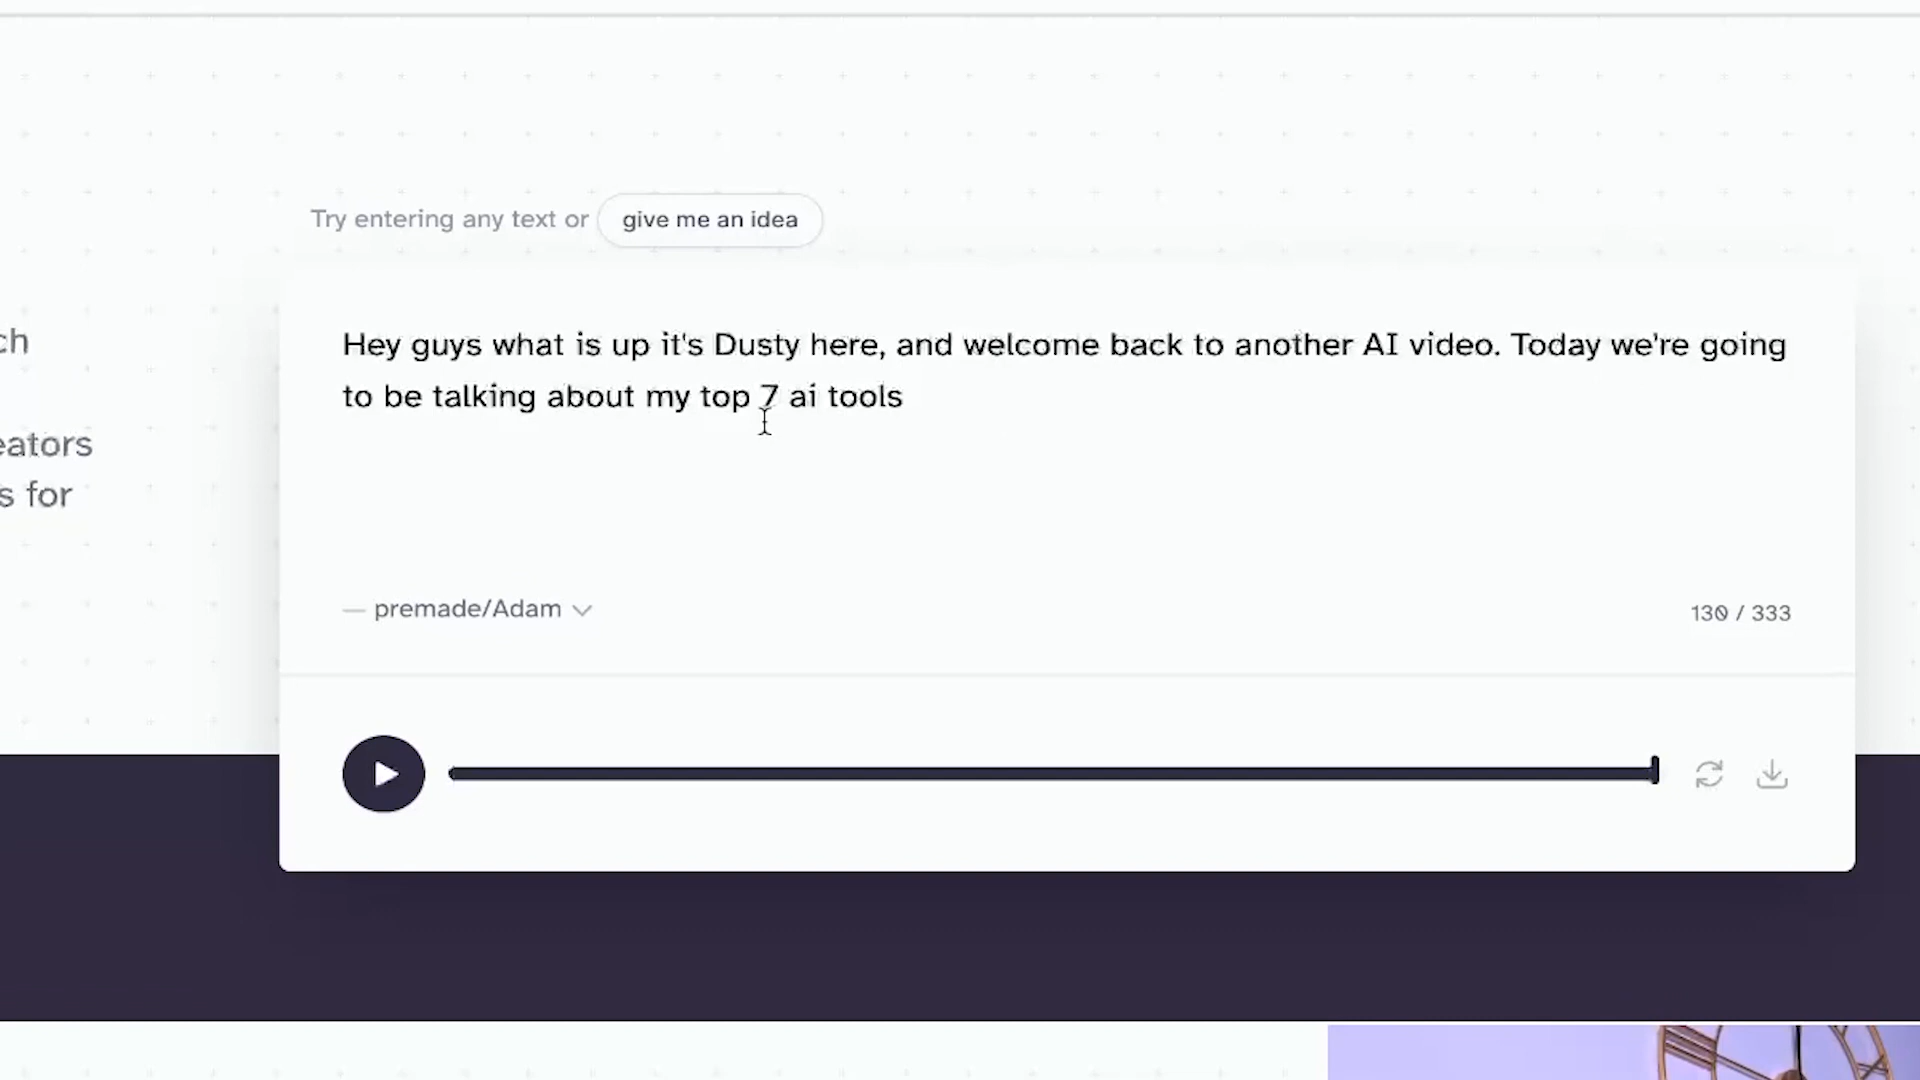 Try entering any text or give me an idea
Hey guys what is up it's Dusty here, and welcome back to another AI video. Today we're going
to be talking about my top 7 ai tools
ch
eators
s for
— premade/Adam
130 / 333